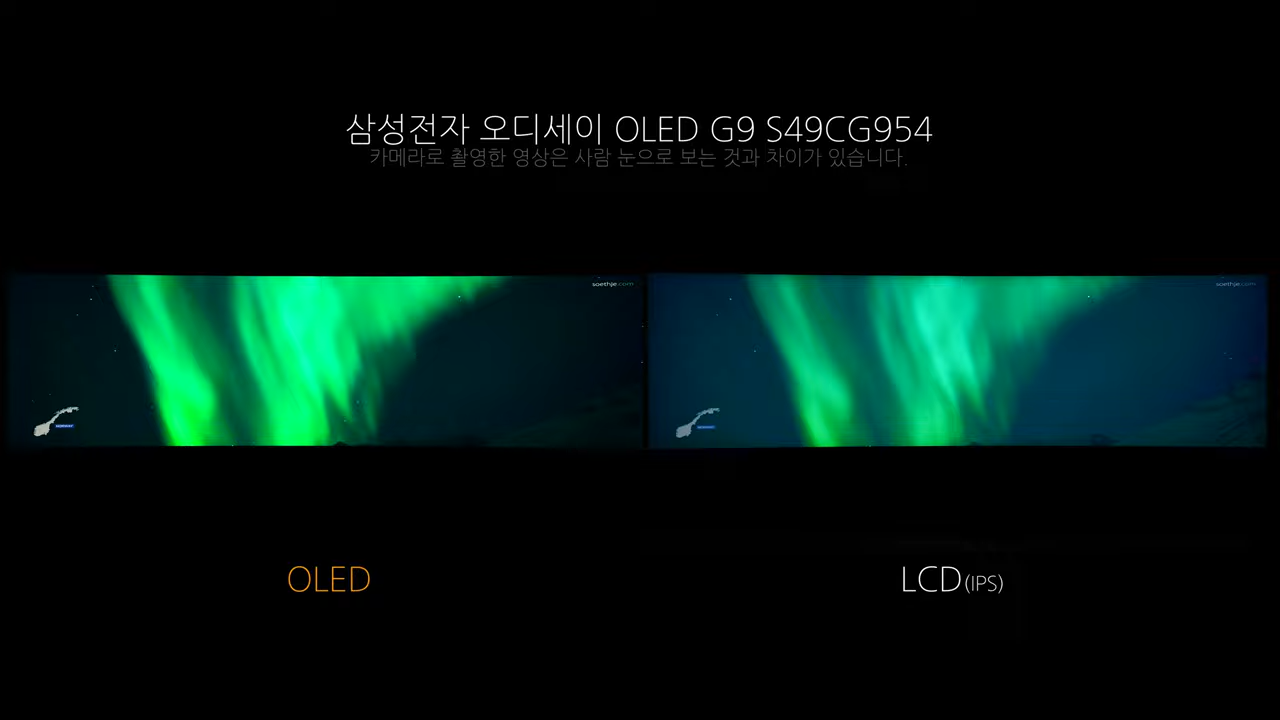 삼성전자 오디세이 OLED G9 S49CG954
카메라로 촬영한 영상은 사람 눈으로 보는 것과 차이가 있습니다.
soethje.com
soethje.com
OLED
LCD(IPS)